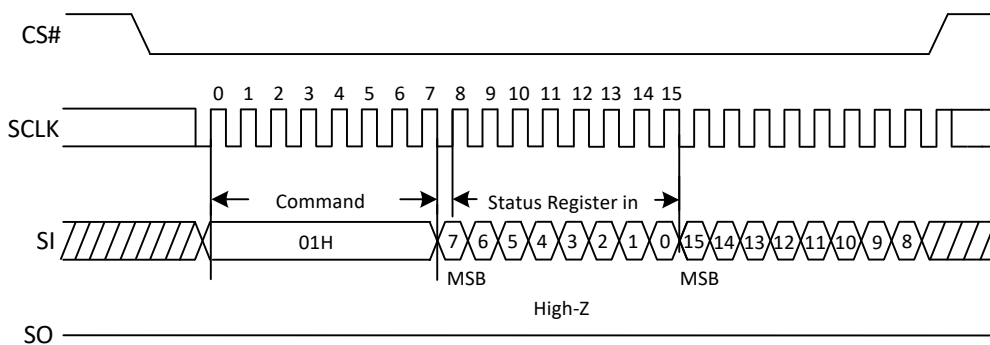 CS#
0 1 2 3 4 5 6 7 8 9 10 11 12 13 14 15
SCLK
Command Status Register in
SI 01H 7 6 5 4 3 2 1 0 15 14 13 12 11 10 9 8
MSB MSB
High-Z
SO